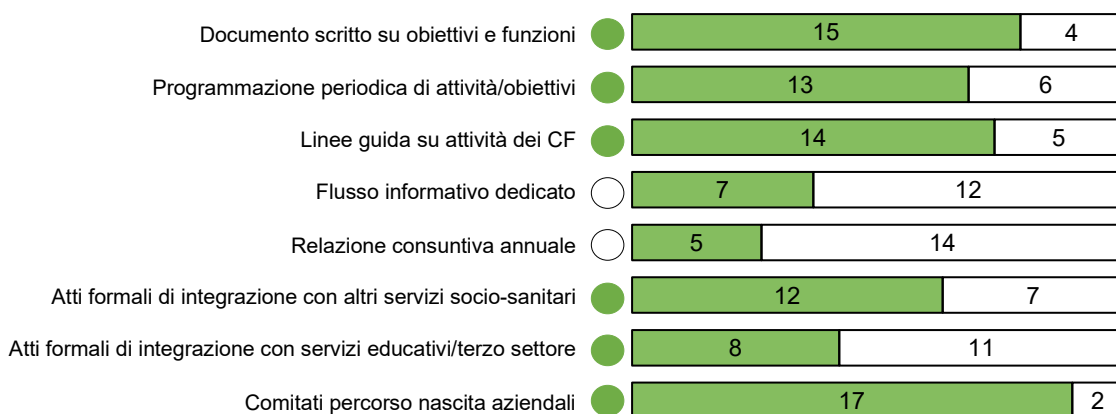 Documento scritto su obiettivi e funzioni 15 4
Programmazione periodica di attività/obiettivi 13 6
Linee guida su attività dei CF 14 5
Flusso informativo dedicato 7 12
Relazione consuntiva annuale 5 14
Atti formali di integrazione con altri servizi socio-sanitari 12 7
Atti formali di integrazione con servizi educativi/terzo settore 8 11
Comitati percorso nascita aziendali 17 2